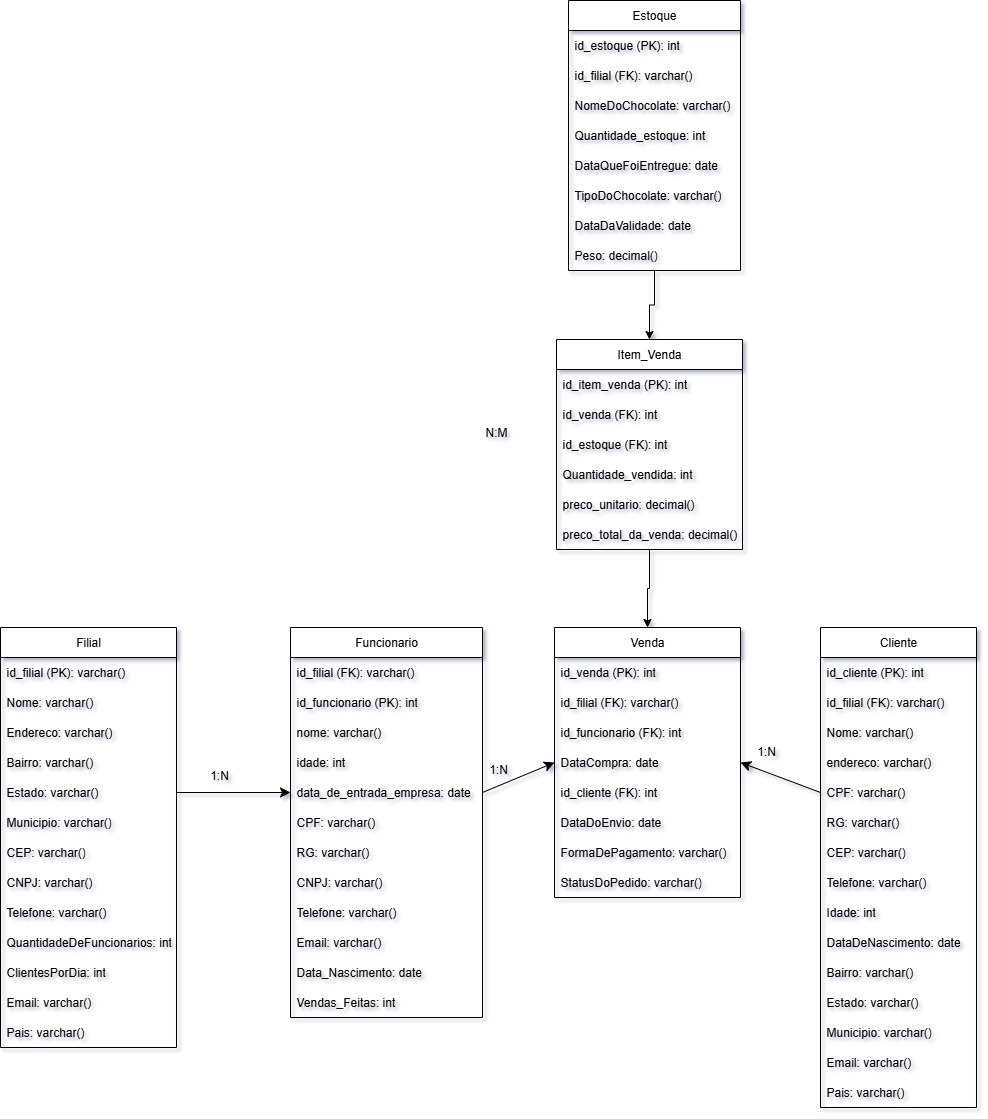 Estoque
id_estoque (PK): int
id_filial (FK): varchar()
NomeDoChocolate: varchar()
Quantidade_estoque: int
DataQueFoiEntregue: date
TipoDoChocolate: varchar()
DataDaValidade: date
Peso: decimal()
Item_Venda
id_item_venda (PK): int
id_venda (FK): int
id_estoque (FK): int
Quantidade_vendida: int
preco_unitario: decimal()
preco_total_da_venda: decimal()
N:M
Filial
id_filial (PK): varchar()
Nome: varchar()
Endereco: varchar()
Bairro: varchar()
Estado: varchar()
Municipio: varchar()
CEP: varchar()
CNPJ: varchar()
Telefone: varchar()
QuantidadeDeFuncionarios: int
ClientesPorDia: int
Email: varchar()
Pais: varchar()
1:N
Funcionario
id_filial (FK): varchar()
id_funcionario (PK): int
nome: varchar()
idade: int
data_de_entrada_empresa: date
CPF: varchar()
RG: varchar()
CNPJ: varchar()
Telefone: varchar()
Email: varchar()
Data_Nascimento: date
Vendas_Feitas: int
1:N
Venda
id_venda (PK): int
id_filial (FK): varchar()
id_funcionario (FK): int
DataCompra: date
id_cliente (FK): int
DataDoEnvio: date
FormaDePagamento: varchar()
StatusDoPedido: varchar()
1:N
Cliente
id_cliente (PK): int
id_filial (FK): varchar()
Nome: varchar()
endereco: varchar()
CPF: varchar()
RG: varchar()
CEP: varchar()
Telefone: varchar()
Idade: int
DataDeNascimento: date
Bairro: varchar()
Estado: varchar()
Municipio: varchar()
Email: varchar()
Pais: varchar()